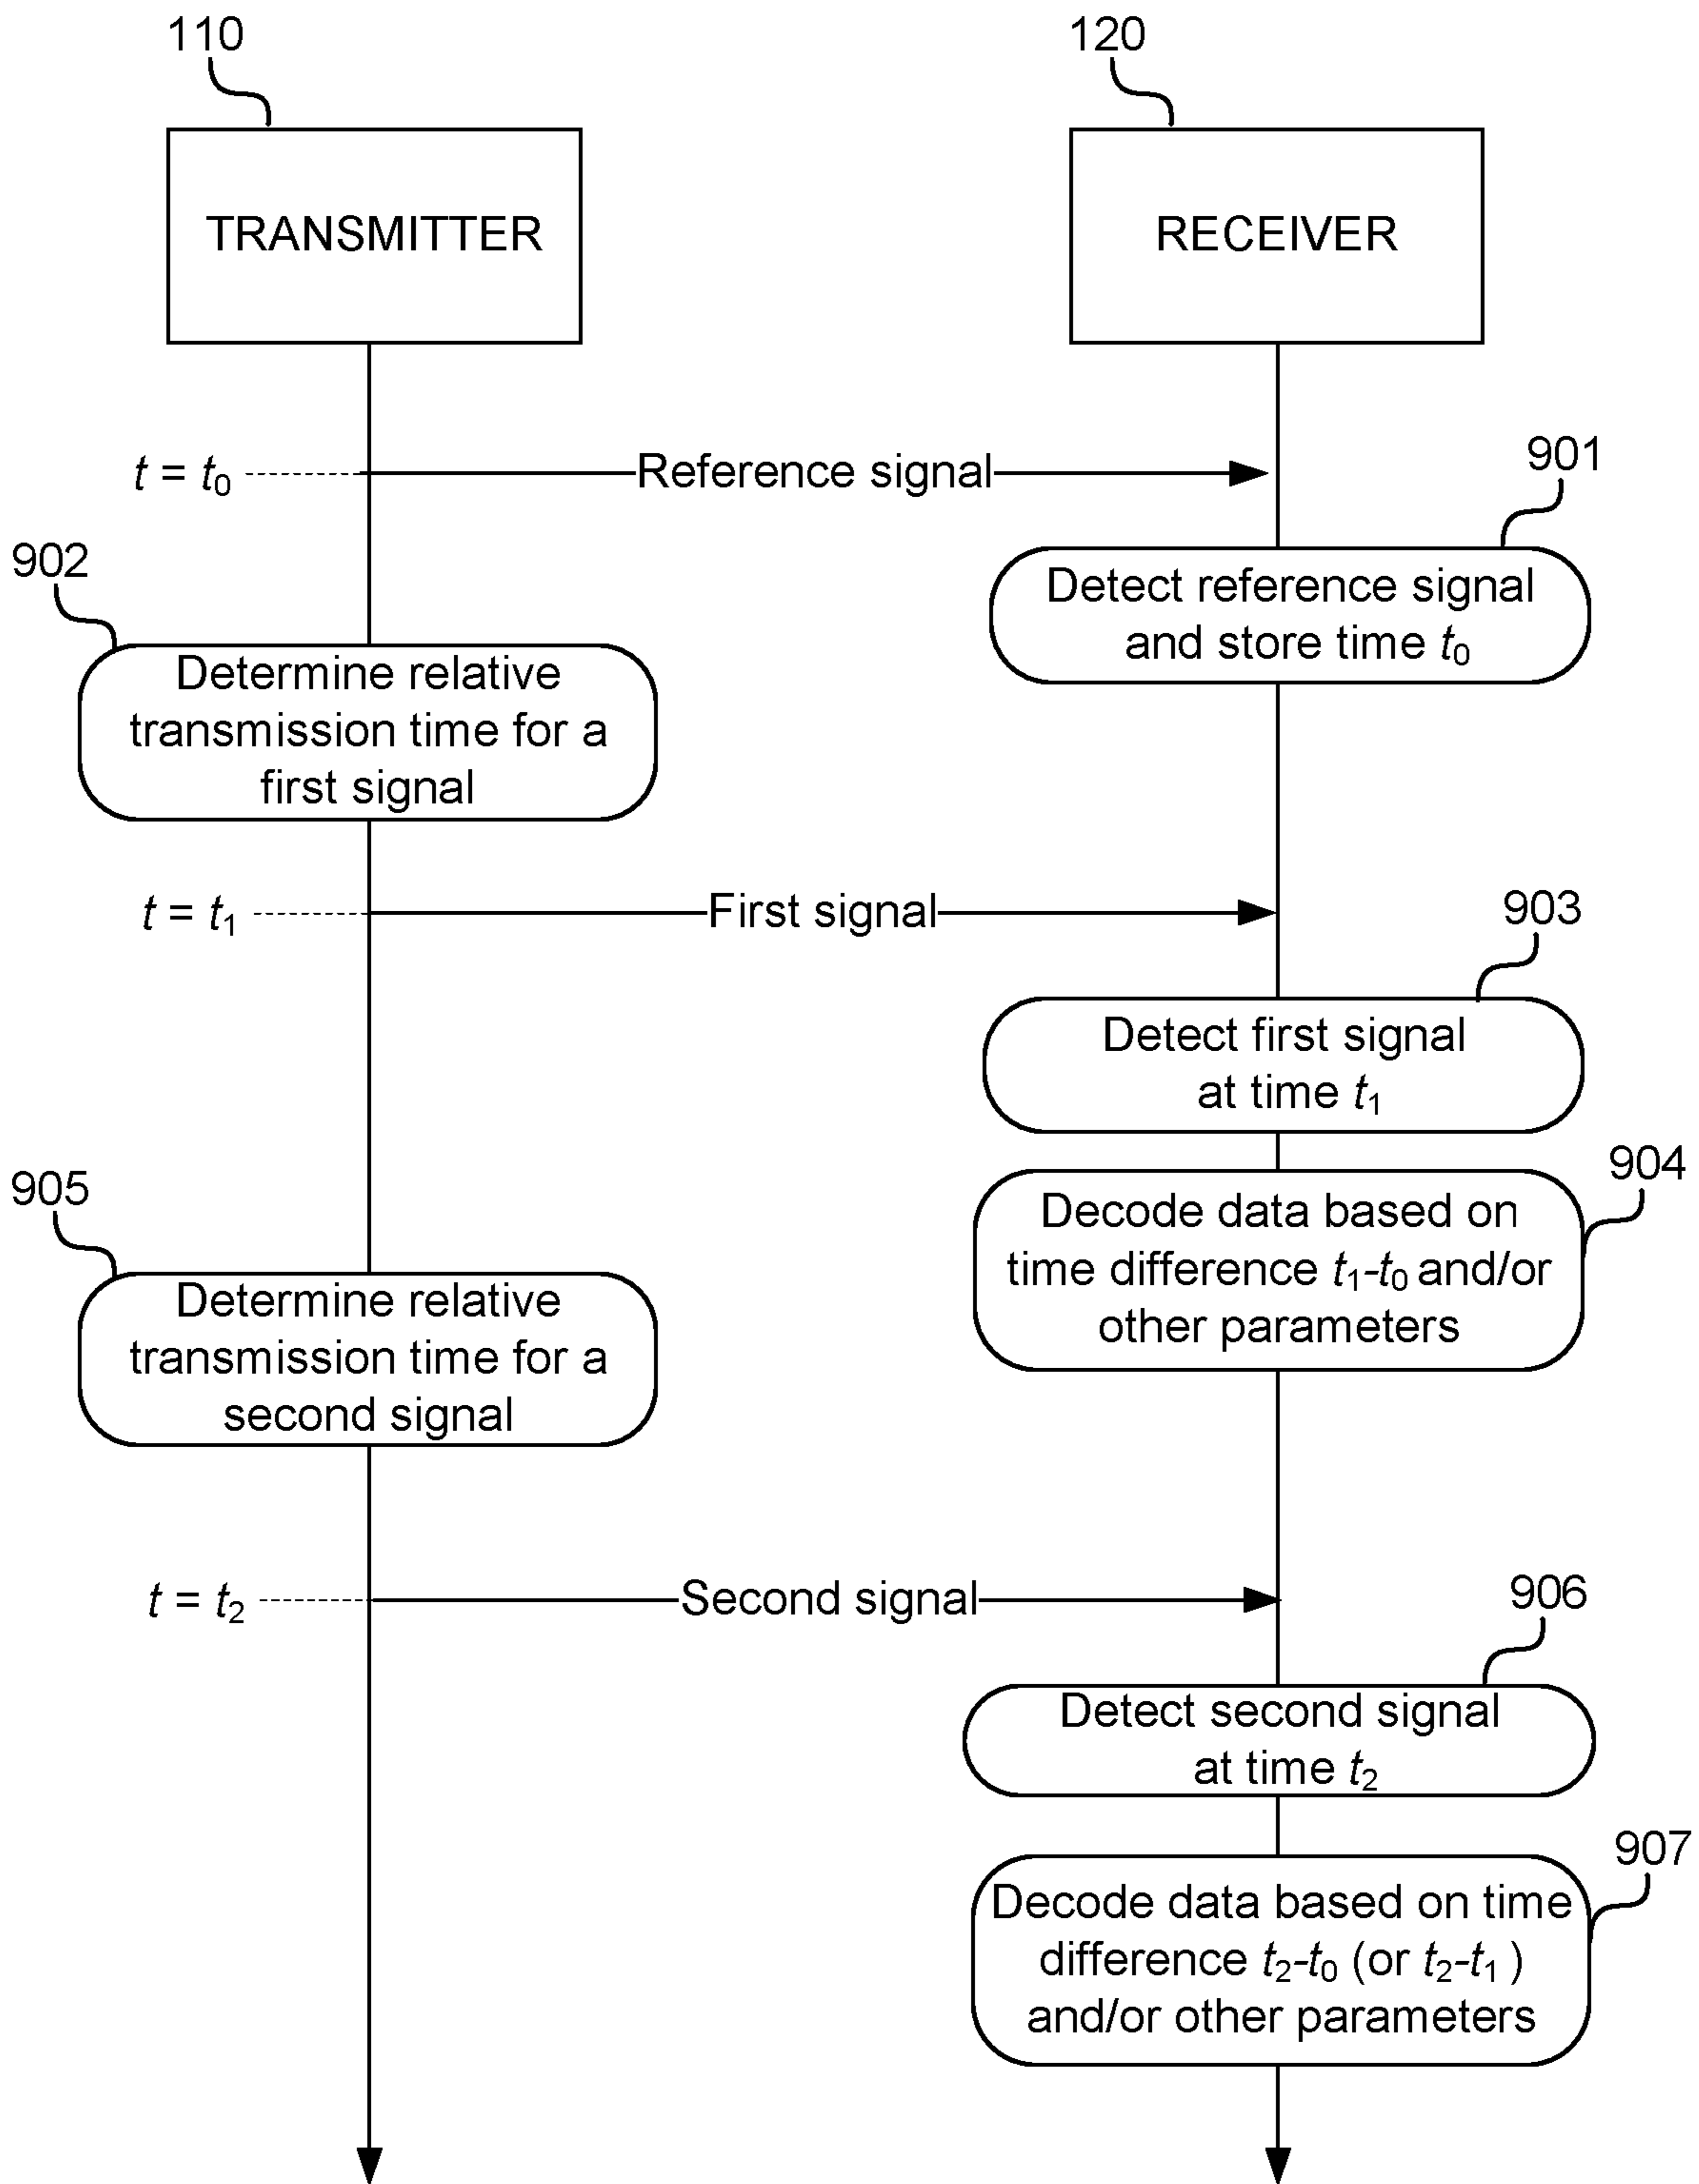 110
120
TRANSMITTER
RECEIVER
t = t₀
Reference signal
901
Detect reference signal
and store time t₀
902
Determine relative
transmission time for a
first signal
t = t₁
First signal
903
Detect first signal
at time t₁
904
Decode data based on
time difference t₁-t₀ and/or
other parameters
905
Determine relative
transmission time for a
second signal
t = t₂
Second signal
906
Detect second signal
at time t₂
907
Decode data based on time
difference t₂-t₀ (or t₂-t₁ )
and/or other parameters